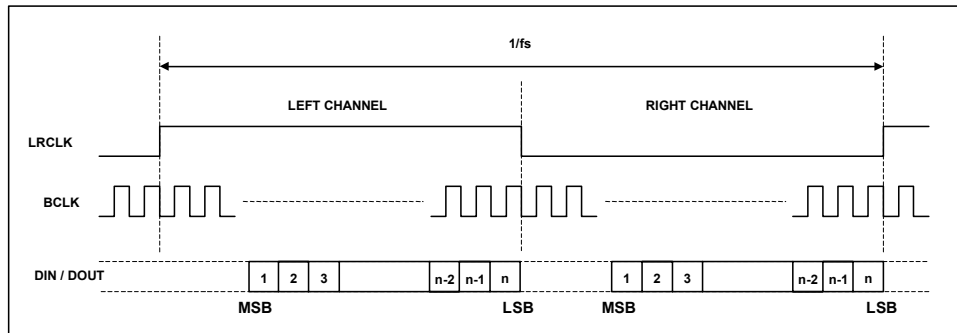 1/fs
LEFT CHANNEL RIGHT CHANNEL
LRCLK
BCLK
DIN / DOUT 1 2 3 n-2 n-1 n 1 2 3 n-2 n-1 n
MSB LSB MSB LSB